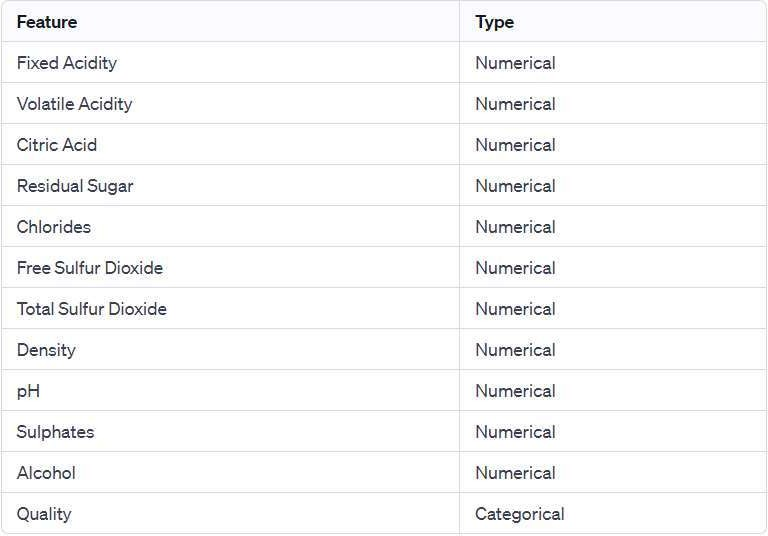 Feature Type
Fixed Acidity Numerical
Volatile Acidity Numerical
Citric Acid Numerical
Residual Sugar Numerical
Chlorides Numerical
Free Sulfur Dioxide Numerical
Total Sulfur Dioxide Numerical
Density Numerical
pH Numerical
Sulphates Numerical
Alcohol Numerical
Quality Categorical